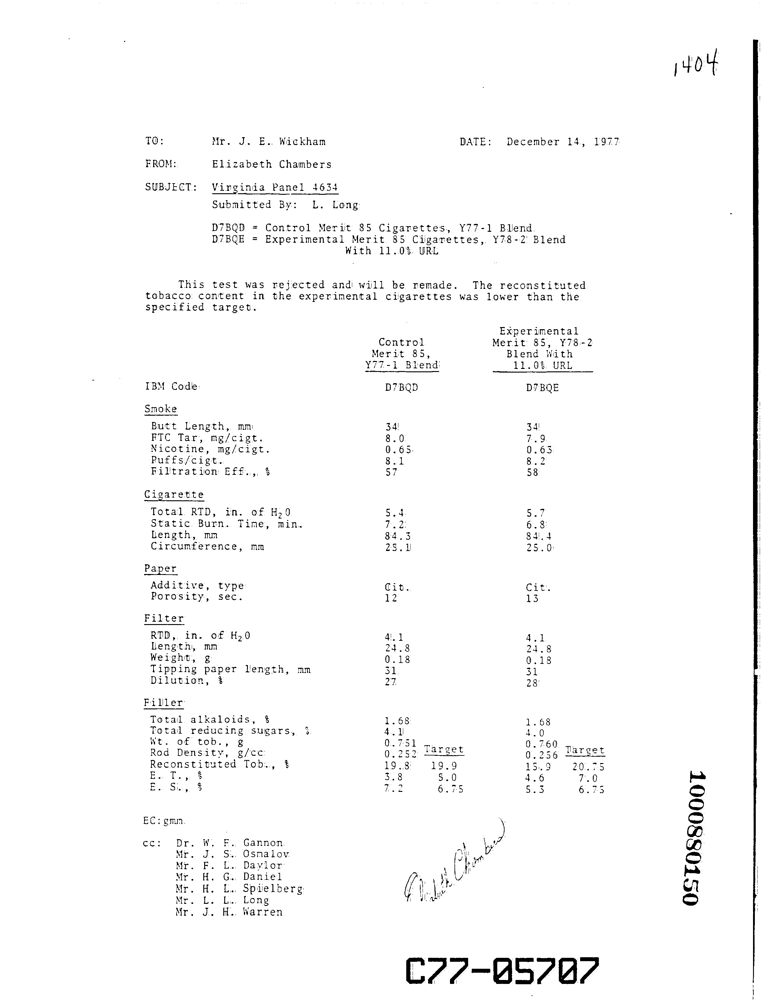 1404
TO: Mr. J. E. Wickham DATE: December 14, 1977
FROM: Elizabeth Chambers
SUBJECT: Virginia Panel 4634
Submitted By: L. Long
D7BQD = Control Merit 85 Cigarettes, Y77-1 Blend
D7BQE = Experimental Merit 85 Cigarettes, Y78-2 Blend
With 11.0% URL
This test was rejected and will be remade. The reconstituted
tobacco content in the experimental cigarettes was lower than the
specified target.
Experimental
Control Merit 85, Y78-2
Merit 85, Blend With
Y77-1 Blend 11.0% URL
IBM Code D7BQD D7BQE
Smoke
Butt Length, mm 34 34
FTC Tar, mg/cigt. 8.0 7.9
Nicotine, mg/cigt. 0.65 0.63
Puffs/cigt. 8.1 8.2
Filtration Eff., % 57 58
Cigarette
Total RTD, in. of H2O 5.4 5.7
Static Burn. Time, min. 7.2 6.8
Length, mm 84.3 84.4
Circumference, mm 25.1 25.0
Paper
Additive, type Cit. Cit.
Porosity, sec. 12 13
Filter
RTD, in. of H2O 4.1 4.1
Length, mm 24.8 24.8
Weight, g 0.18 0.18
Tipping paper length, mm 31 31
Dilution, % 27 28
Filler
Total alkaloids, % 1.68 1.68
Total reducing sugars, % 4.1 4.0
Wt. of tob., g 0.751 0.760
Rod Density, g/cc 0.252 Target 0.256 Target
Reconstituted Tob., % 19.8 19.9 15.9 20.75
E. T., % 3.8 5.0 4.6 7.0
E. S., % 7.2 6.75 5.3 6.75
EC:gmm
cc: Dr. W. F. Gannon
Mr. J. S. Osmalov
Mr. F. L. Daylor
Mr. H. G. Daniel
Mr. H. L. Spielberg
Mr. L. L. Long
Mr. J. H. Warren
Elizabeth Chambers
1000880150
C77-05707